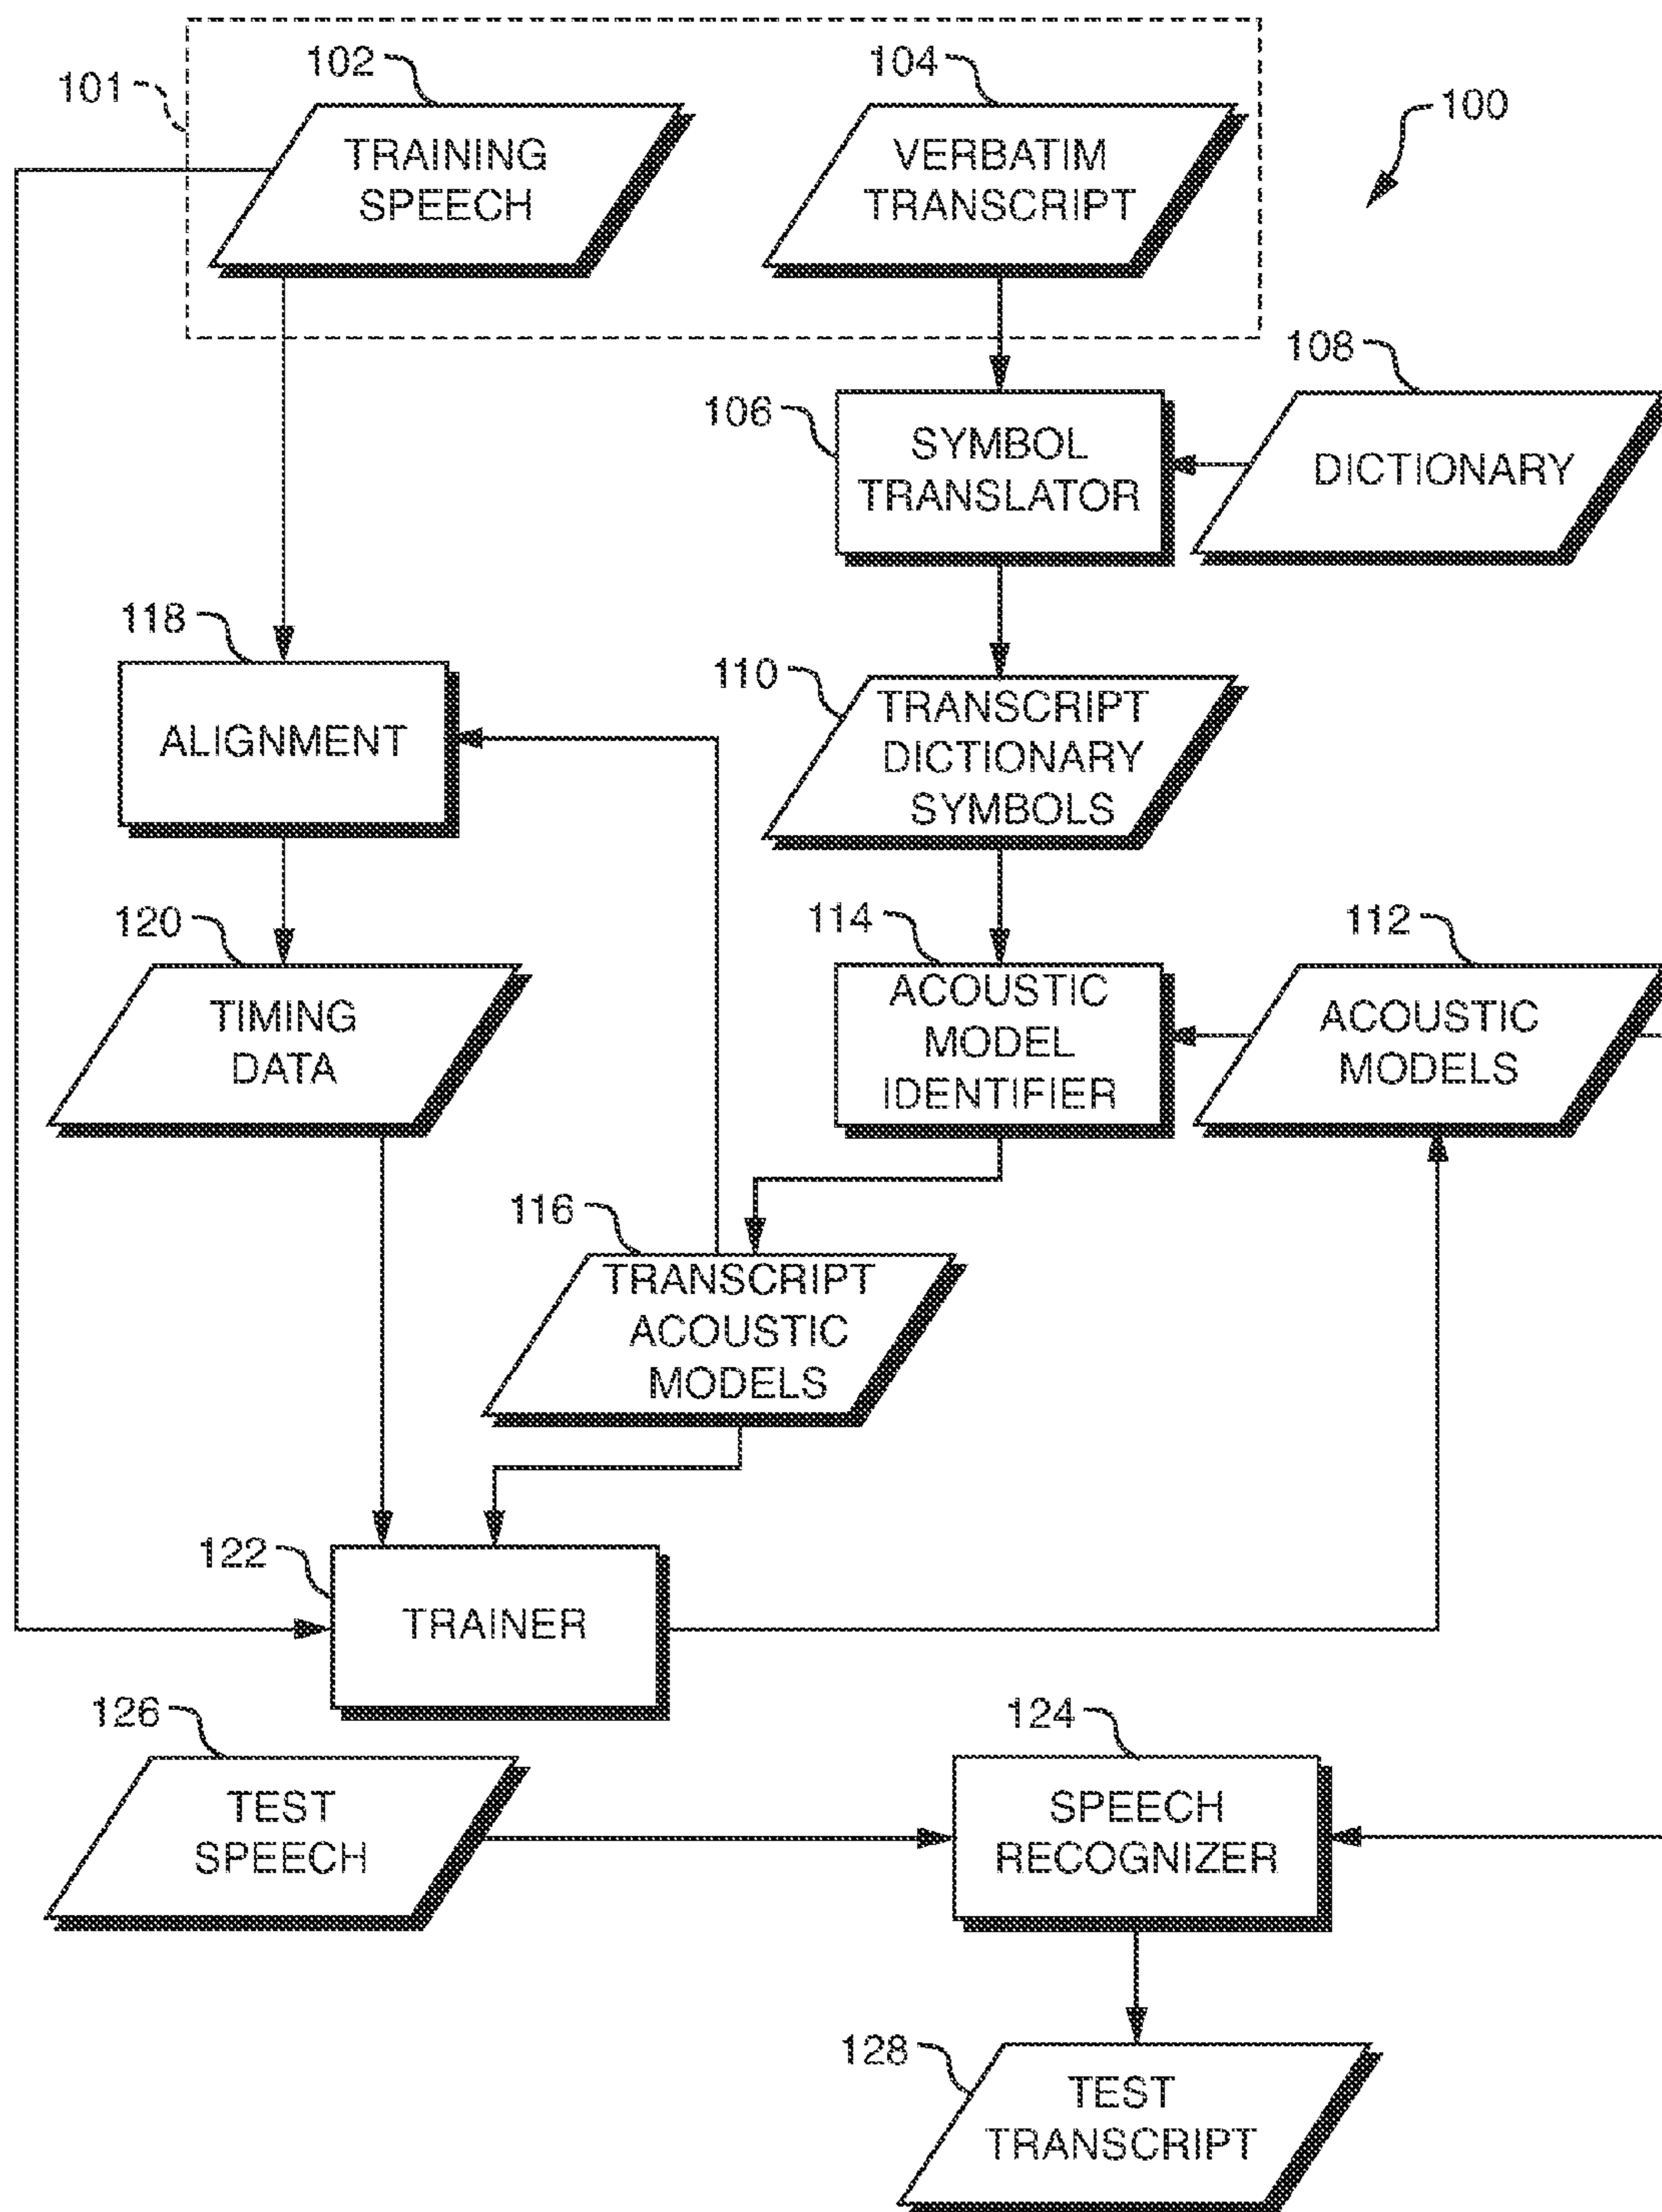 101
102
104
100
TRAINING
SPEECH
VERBATIM
TRANSCRIPT
108
106
SYMBOL
TRANSLATOR
DICTIONARY
118
110
ALIGNMENT
TRANSCRIPT
DICTIONARY
SYMBOLS
120
114
112
TIMING
DATA
ACOUSTIC
MODEL
IDENTIFIER
ACOUSTIC
MODELS
116
TRANSCRIPT
ACOUSTIC
MODELS
122
TRAINER
126
124
TEST
SPEECH
SPEECH
RECOGNIZER
128
TEST
TRANSCRIPT